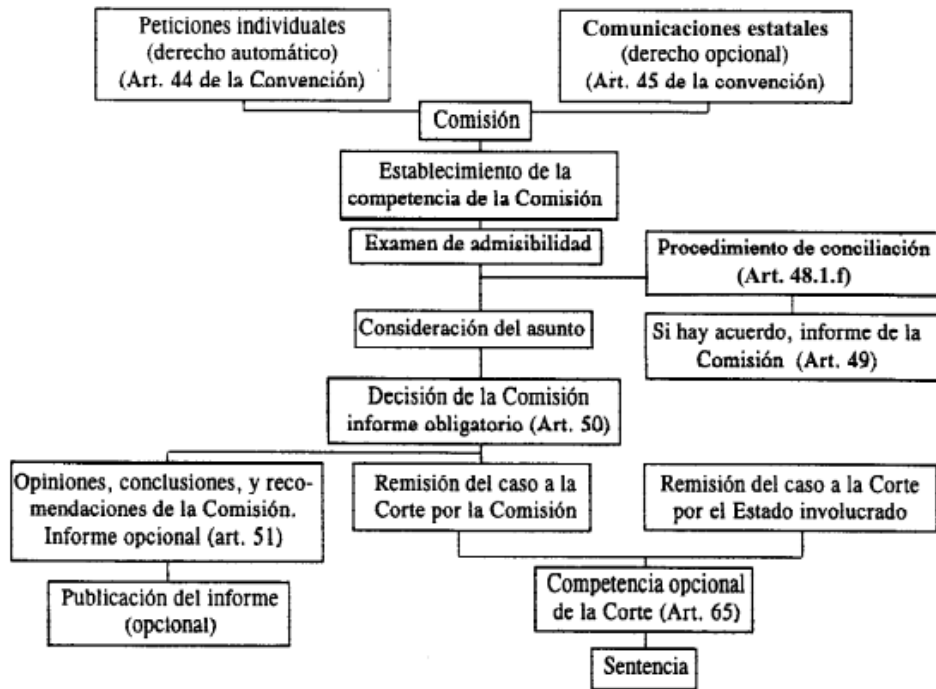 Peticiones individuales
(derecho automático)
(Art. 44 de la Convención)
Comunicaciones estatales
(derecho opcional)
(Art. 45 de la convención)
Comisión
Establecimiento de la
competencia de la Comisión
Examen de admisibilidad
Procedimiento de conciliación
(Art. 48.1.f)
Consideración del asunto
Si hay acuerdo, informe de la
Comisión (Art. 49)
Decisión de la Comisión
informe obligatorio (Art. 50)
Opiniones, conclusiones, y reco-
mendaciones de la Comisión.
Informe opcional (art. 51)
Remisión del caso a la
Corte por la Comisión
Remisión del caso a la Corte
por el Estado involucrado
Publicación del informe
(opcional)
Competencia opcional
de la Corte (Art. 65)
Sentencia